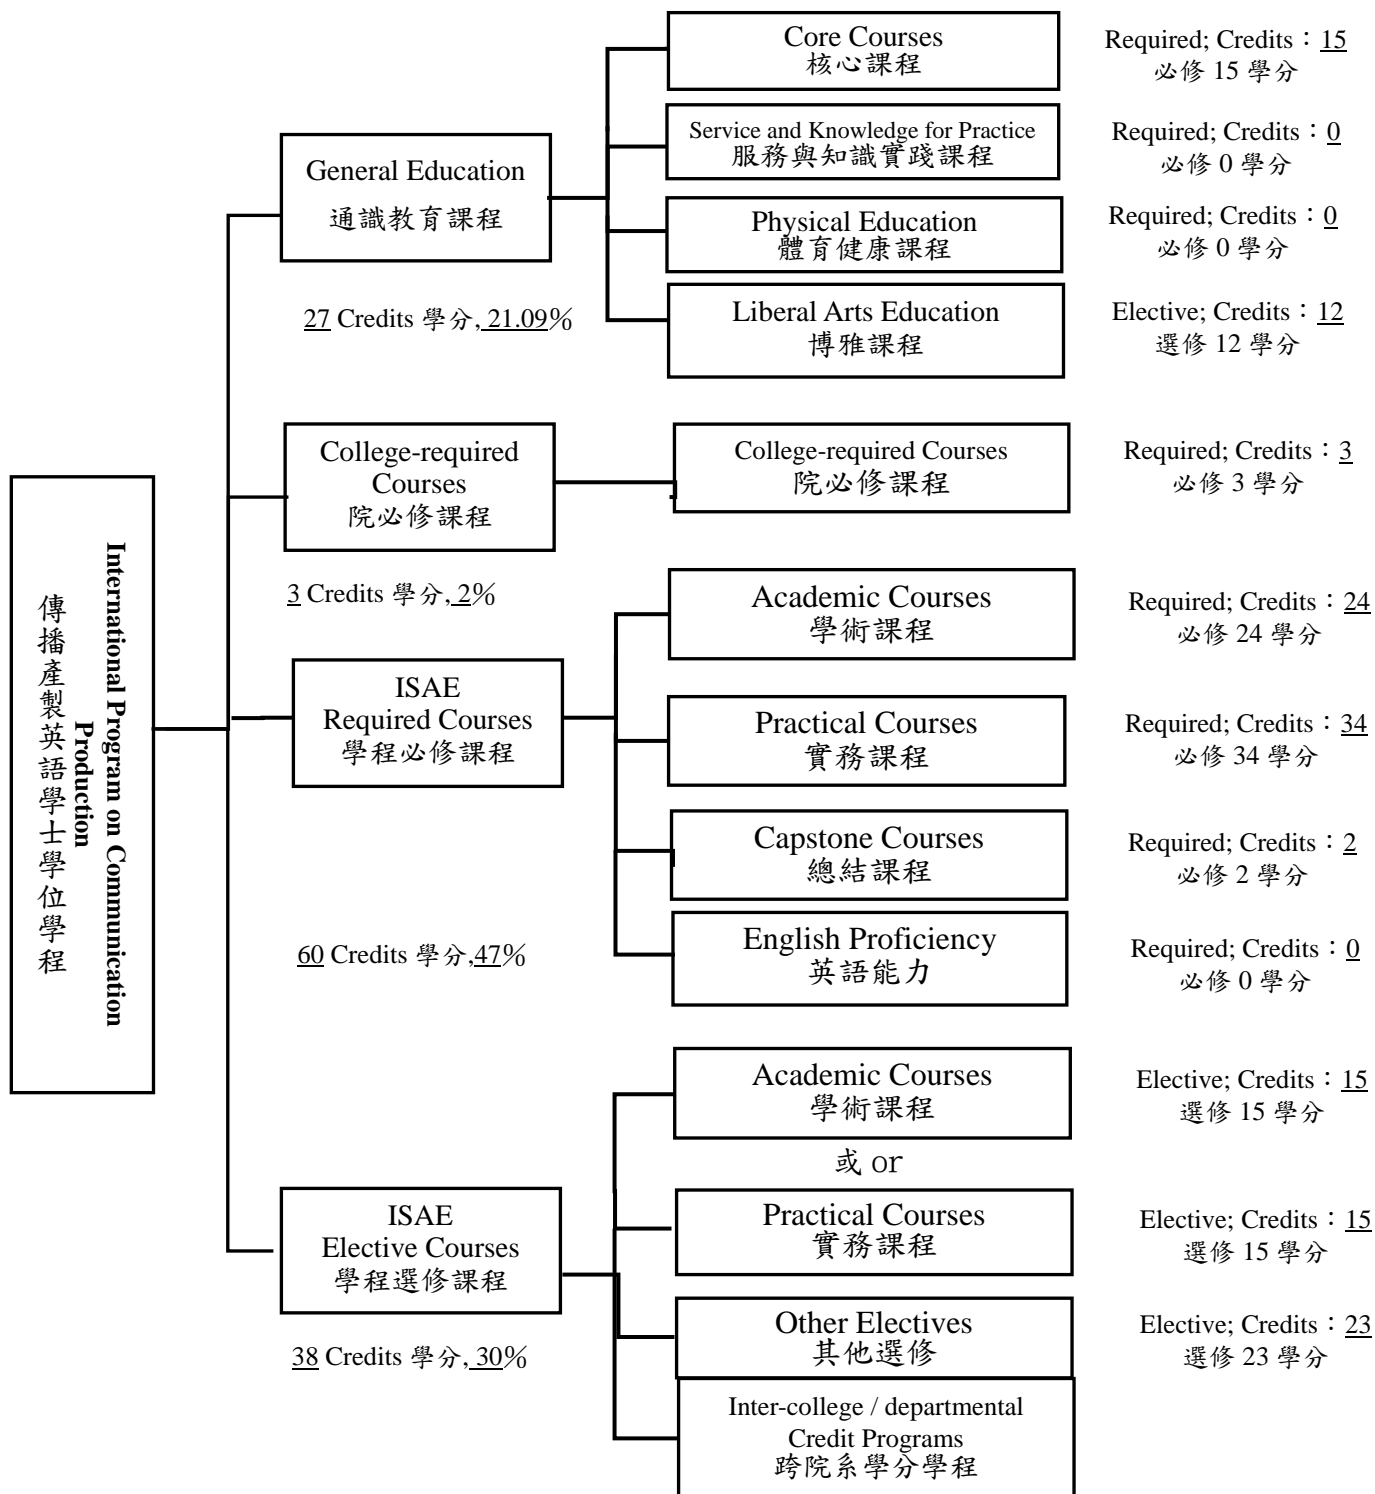 International Program on Communication
Production
傳播產製英語學士學位學程
General Education
通識教育課程
27 Credits 學分, 21.09%
Core Courses
核心課程
Required; Credits：15
必修 15 學分
Service and Knowledge for Practice
服務與知識實踐課程
Required; Credits：0
必修 0 學分
Physical Education
體育健康課程
Required; Credits：0
必修 0 學分
Liberal Arts Education
博雅課程
Elective; Credits：12
選修 12 學分
College-required
Courses
院必修課程
3 Credits 學分, 2%
College-required Courses
院必修課程
Required; Credits：3
必修 3 學分
ISAE
Required Courses
學程必修課程
60 Credits 學分,47%
Academic Courses
學術課程
Required; Credits：24
必修 24 學分
Practical Courses
實務課程
Required; Credits：34
必修 34 學分
Capstone Courses
總結課程
Required; Credits：2
必修 2 學分
English Proficiency
英語能力
Required; Credits：0
必修 0 學分
ISAE
Elective Courses
學程選修課程
38 Credits 學分, 30%
Academic Courses
學術課程
Elective; Credits：15
選修 15 學分
或 or
Practical Courses
實務課程
Elective; Credits：15
選修 15 學分
Other Electives
其他選修
Elective; Credits：23
選修 23 學分
Inter-college / departmental
Credit Programs
跨院系學分學程